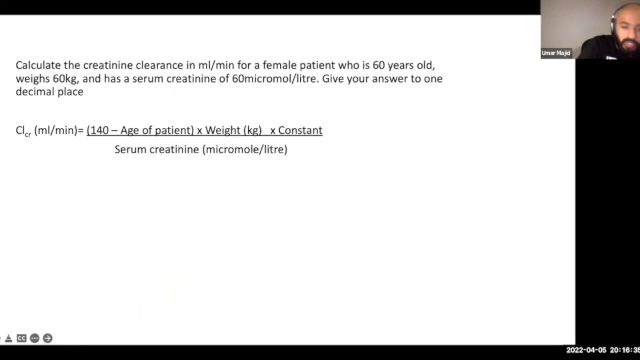 Umar Majid
Calculate the creatinine clearance in ml/min for a female patient who is 60 years old,
weighs 60kg, and has a serum creatinine of 60micromol/litre. Give your answer to one
decimal place
Cl_cr (ml/min)= (140 – Age of patient) x Weight (kg) x Constant
Serum creatinine (micromole/litre)
CC
2022-04-05 20:16:35